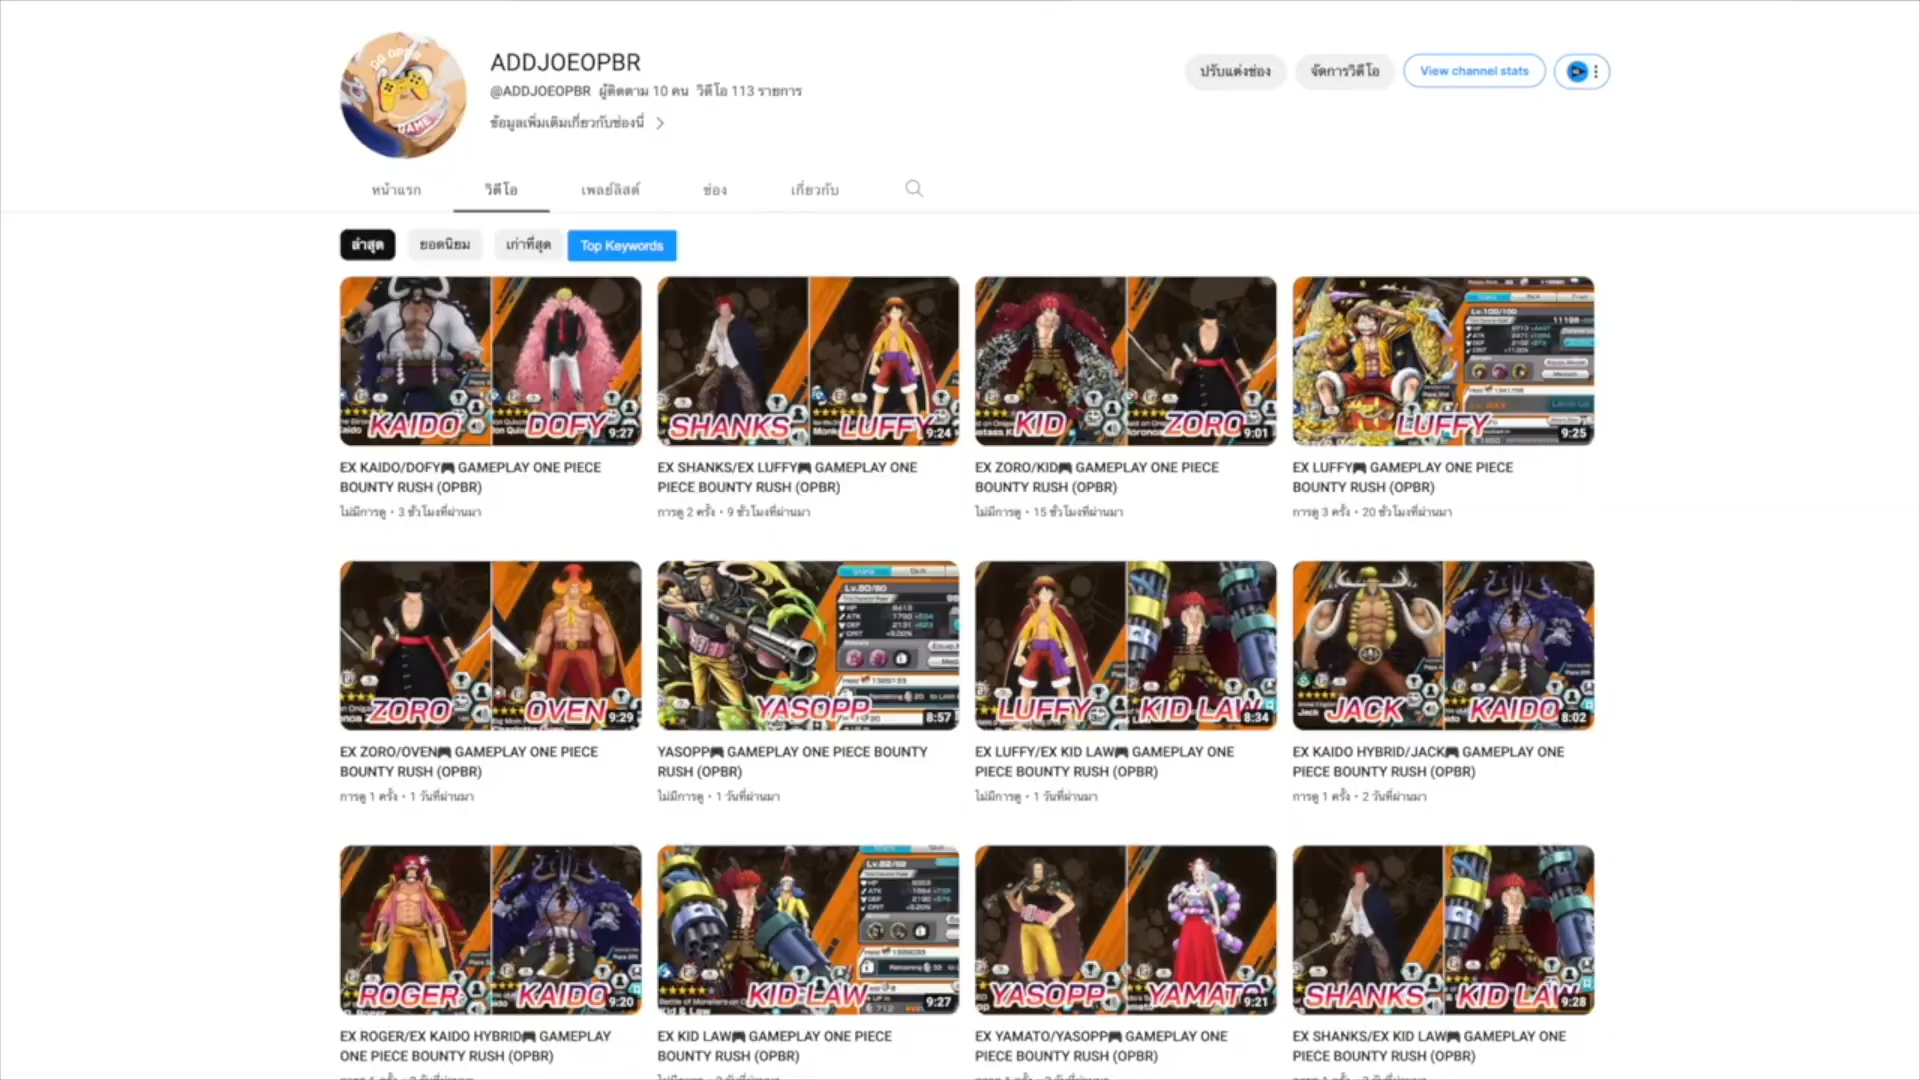 ADDJOEOPBR
@ADDJOEOPBR ผู้ติดตาม 10 คน วิดีโอ 113 รายการ
ข้อมูลเพิ่มเติมเกี่ยวกับช่องนี้
ปรับแต่งช่อง
จัดการวิดีโอ
View channel stats
หน้าแรก
วิดีโอ
เพลย์ลิสต์
ช่อง
เกี่ยวกับ
ล่าสุด
ยอดนิยม
เก่าที่สุด
Top Keywords
KAIDO DOFY 9:27
SHANKS LUFFY 9:24
KID ZORO 9:01
LUFFY 9:25
EX KAIDO/DOFY🎮 GAMEPLAY ONE PIECE
BOUNTY RUSH (OPBR)
ไม่มีการดู • 3 ชั่วโมงที่ผ่านมา
EX SHANKS/EX LUFFY🎮 GAMEPLAY ONE
PIECE BOUNTY RUSH (OPBR)
การดู 2 ครั้ง • 9 ชั่วโมงที่ผ่านมา
EX ZORO/KID🎮 GAMEPLAY ONE PIECE
BOUNTY RUSH (OPBR)
ไม่มีการดู • 15 ชั่วโมงที่ผ่านมา
EX LUFFY🎮 GAMEPLAY ONE PIECE
BOUNTY RUSH (OPBR)
การดู 3 ครั้ง • 20 ชั่วโมงที่ผ่านมา
ZORO OVEN 9:29
YASOPP 8:57
LUFFY KID LAW 8:34
JACK KAIDO 8:02
EX ZORO/OVEN🎮 GAMEPLAY ONE PIECE
BOUNTY RUSH (OPBR)
การดู 1 ครั้ง • 1 วันที่ผ่านมา
YASOPP🎮 GAMEPLAY ONE PIECE BOUNTY
RUSH (OPBR)
ไม่มีการดู • 1 วันที่ผ่านมา
EX LUFFY/EX KID LAW🎮 GAMEPLAY ONE
PIECE BOUNTY RUSH (OPBR)
ไม่มีการดู • 1 วันที่ผ่านมา
EX KAIDO HYBRID/JACK🎮 GAMEPLAY ONE
PIECE BOUNTY RUSH (OPBR)
การดู 1 ครั้ง • 2 วันที่ผ่านมา
ROGER KAIDO 9:20
KID LAW 9:27
YASOPP YAMATO 9:21
SHANKS KID LAW 9:28
EX ROGER/EX KAIDO HYBRID🎮 GAMEPLAY
ONE PIECE BOUNTY RUSH (OPBR)
EX KID LAW🎮 GAMEPLAY ONE PIECE
BOUNTY RUSH (OPBR)
EX YAMATO/YASOPP🎮 GAMEPLAY ONE
PIECE BOUNTY RUSH (OPBR)
EX SHANKS/EX KID LAW🎮 GAMEPLAY ONE
PIECE BOUNTY RUSH (OPBR)